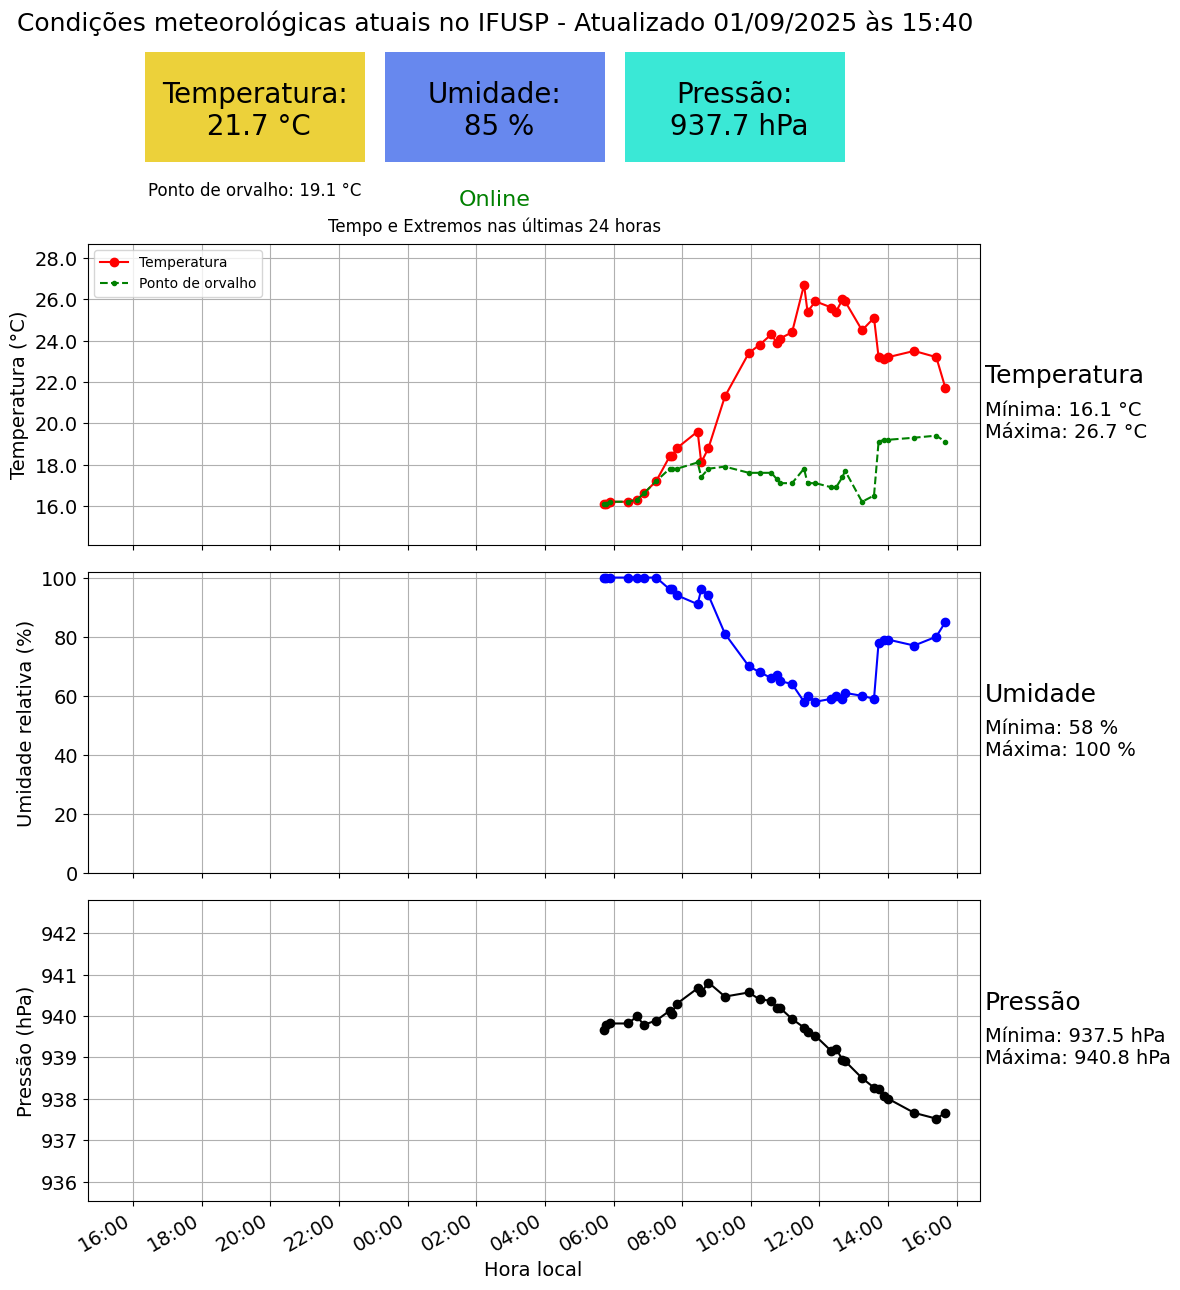 Condições meteorológicas atuais no IFUSP - Atualizado 01/09/2025 às 15:40
Temperatura:
21.7 °C
Umidade:
85 %
Pressão:
937.7 hPa
Ponto de orvalho: 19.1 °C
Online
Tempo e Extremos nas últimas 24 horas
Temperatura
Ponto de orvalho
Temperatura (°C)
28.0
26.0
24.0
22.0
20.0
18.0
16.0
Temperatura
Mínima: 16.1 °C
Máxima: 26.7 °C
Umidade relativa (%)
100
80
60
40
20
0
Umidade
Mínima: 58 %
Máxima: 100 %
Pressão (hPa)
942
941
940
939
938
937
936
Pressão
Mínima: 937.5 hPa
Máxima: 940.8 hPa
16:00 18:00 20:00 22:00 00:00 02:00 04:00 06:00 08:00 10:00 12:00 14:00 16:00
Hora local